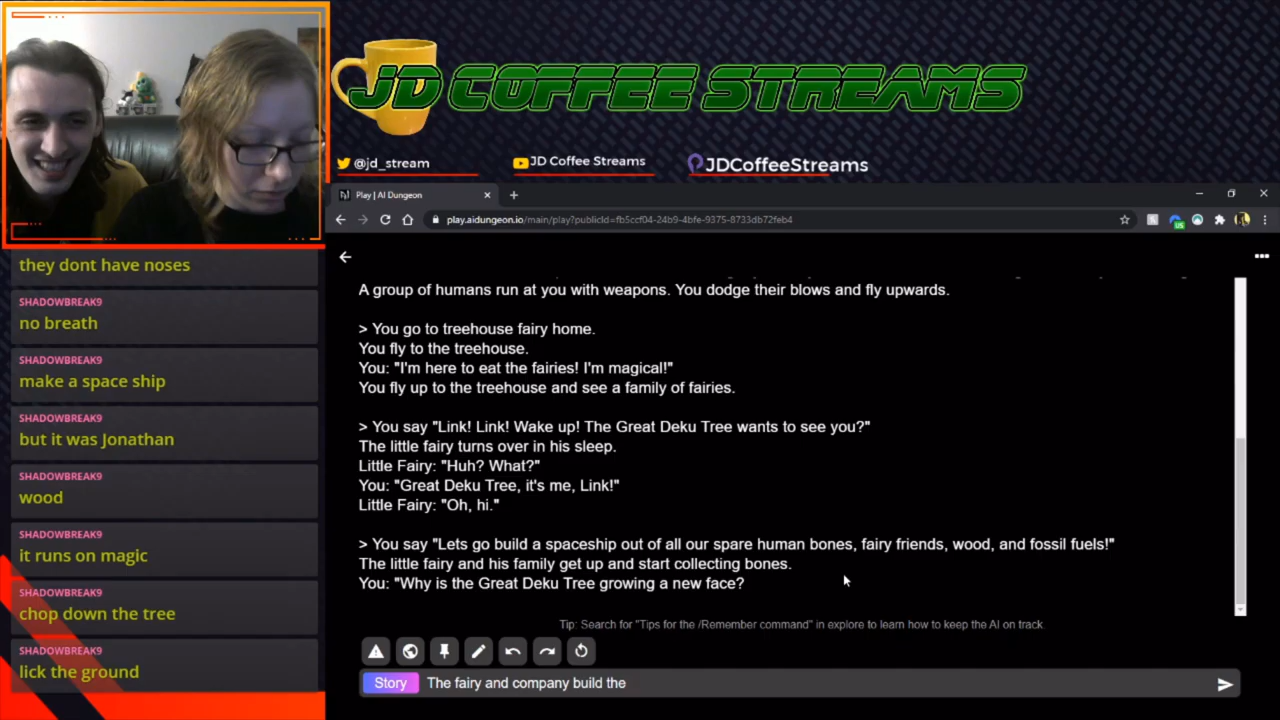 JD COFFEE STREAMS
@jd_stream
JD Coffee Streams
JDCoffeeStreams
Play | AI Dungeon
play.aidungeon.io/main/play?publicId=fb5ccf04-24b9-4bfe-9375-8733db72feb4
they dont have noses
SHADOWBREAK9
no breath
SHADOWBREAK9
make a space ship
SHADOWBREAK9
but it was Jonathan
SHADOWBREAK9
wood
SHADOWBREAK9
it runs on magic
SHADOWBREAK9
chop down the tree
SHADOWBREAK9
lick the ground
A group of humans run at you with weapons. You dodge their blows and fly upwards.
> You go to treehouse fairy home.
You fly to the treehouse.
You: "I'm here to eat the fairies! I'm magical!"
You fly up to the treehouse and see a family of fairies.
> You say "Link! Link! Wake up! The Great Deku Tree wants to see you?"
The little fairy turns over in his sleep.
Little Fairy: "Huh? What?"
You: "Great Deku Tree, it's me, Link!"
Little Fairy: "Oh, hi."
> You say "Lets go build a spaceship out of all our spare human bones, fairy friends, wood, and fossil fuels!"
The little fairy and his family get up and start collecting bones.
You: "Why is the Great Deku Tree growing a new face?
Tip: Search for "Tips for the /Remember command" in explore to learn how to keep the AI on track.
Story
The fairy and company build the